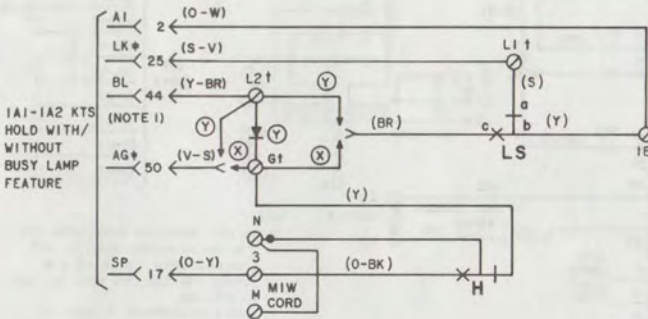 A1 2 (O-W)
LK* 25 (S-V) L1†
BL 44 (Y-BR) L2† Y (S)
(NOTE 1) Y Y a
1A1-1A2 KTS
HOLD WITH/
WITHOUT
BUSY LAMP
FEATURE
(BR) c b (Y)
X X LS
AG* 50 (V-S) G†
(Y)
N
SP 17 (O-Y) 3 (O-BK)
H
M MIW
CORD